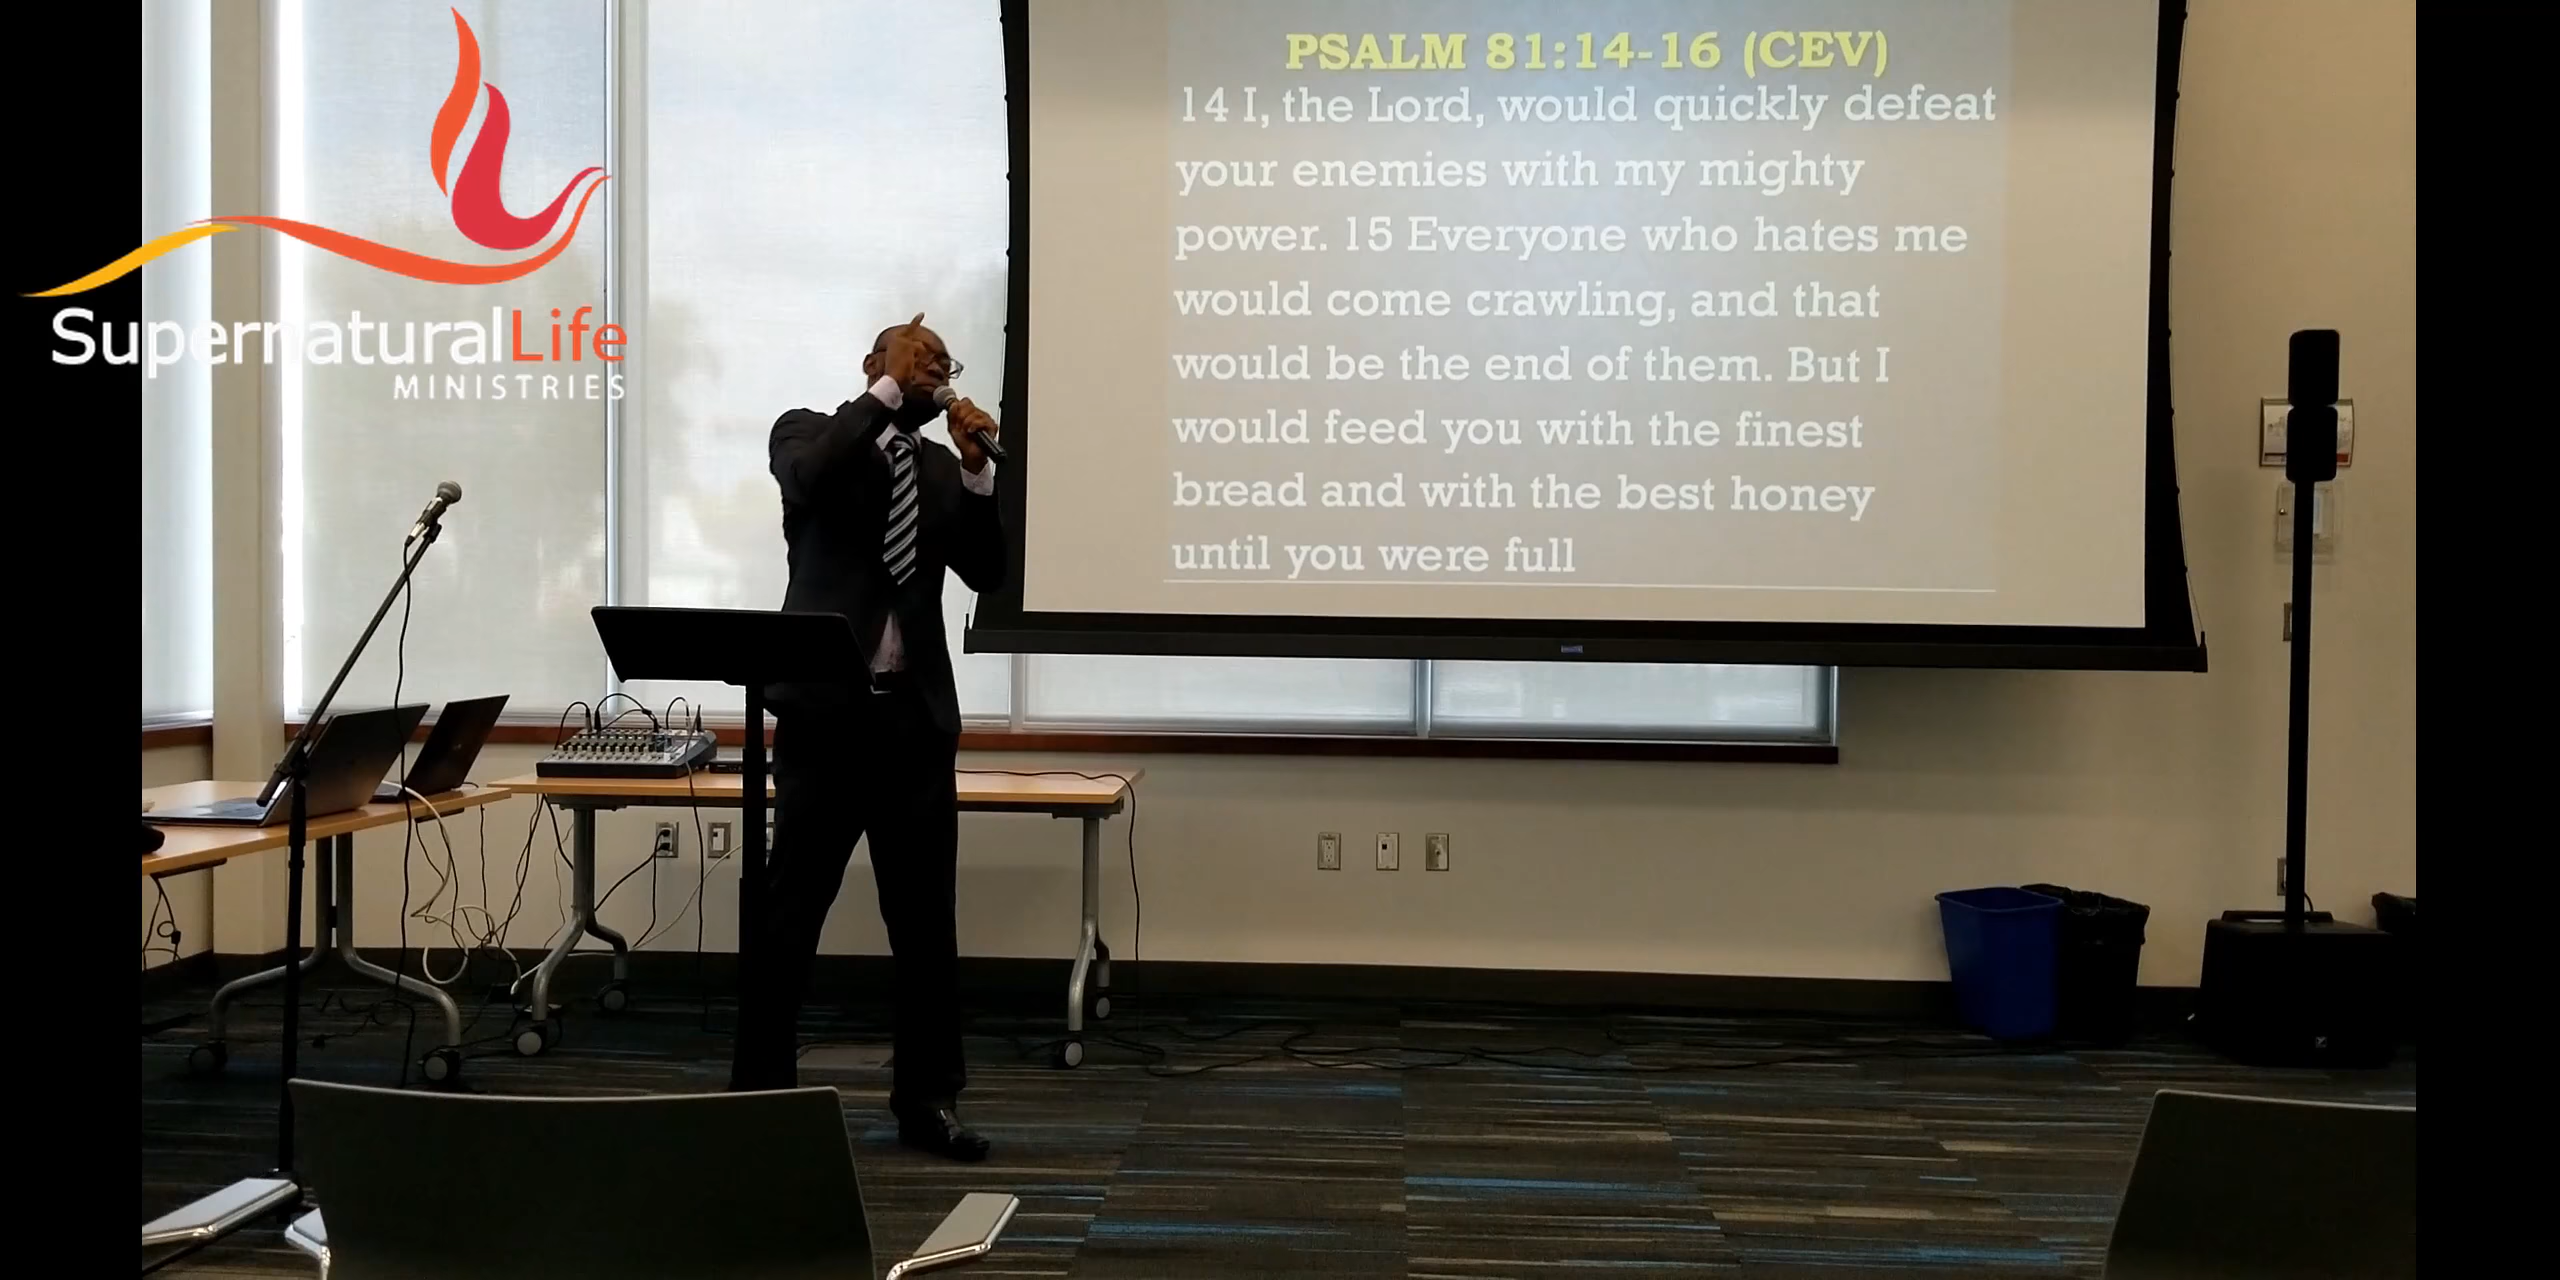 SupernaturalLife
MINISTRIES
PSALM 81:14-16 (CEV)
14 I, the Lord, would quickly defeat
your enemies with my mighty
power. 15 Everyone who hates me
would come crawling, and that
would be the end of them. But I
would feed you with the finest
bread and with the best honey
until you were full